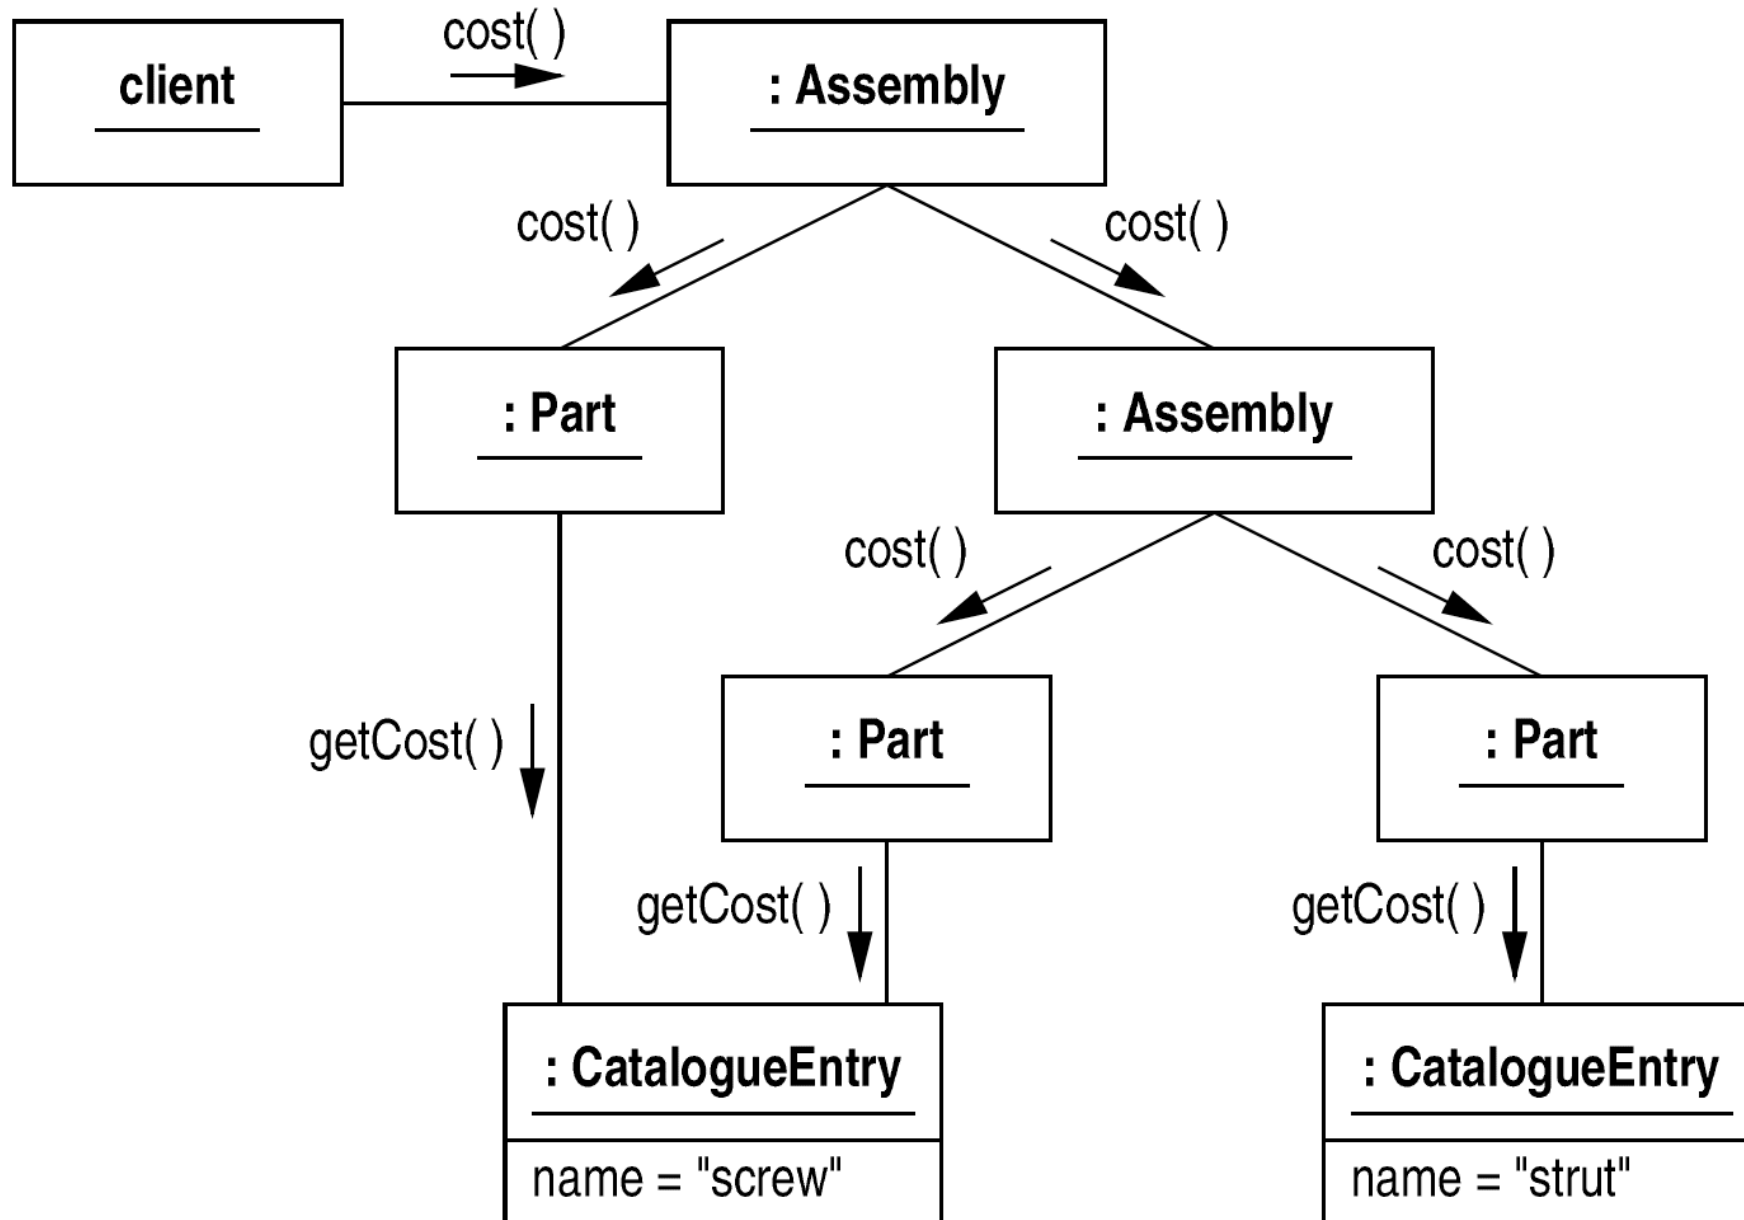 cost( )
client
: Assembly
cost( )
cost( )
: Part
: Assembly
cost( )
cost( )
getCost( )
: Part
: Part
getCost( )
getCost( )
: CatalogueEntry
: CatalogueEntry
name = "screw"
name = "strut"